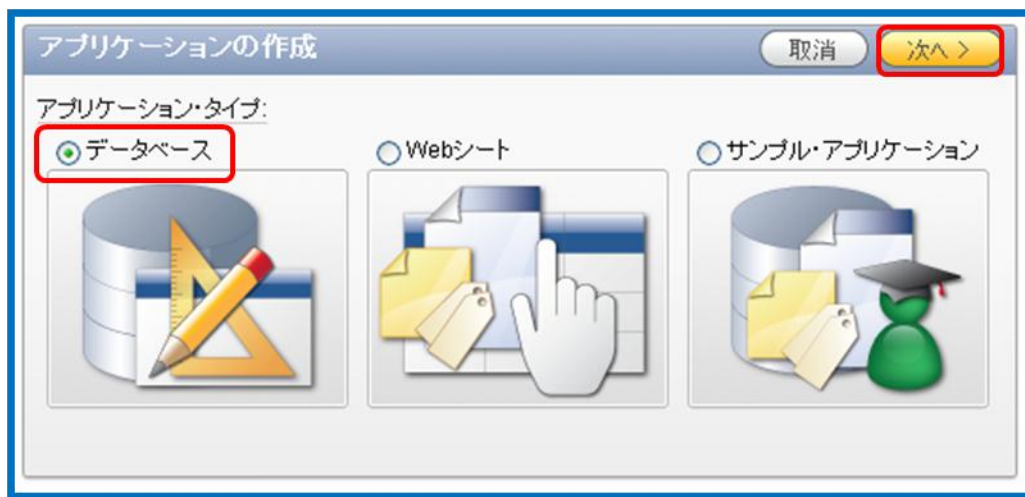 アプリケーションの作成 取消 次へ >
アプリケーション・タイプ:
データベース Webシート サンプル・アプリケーション